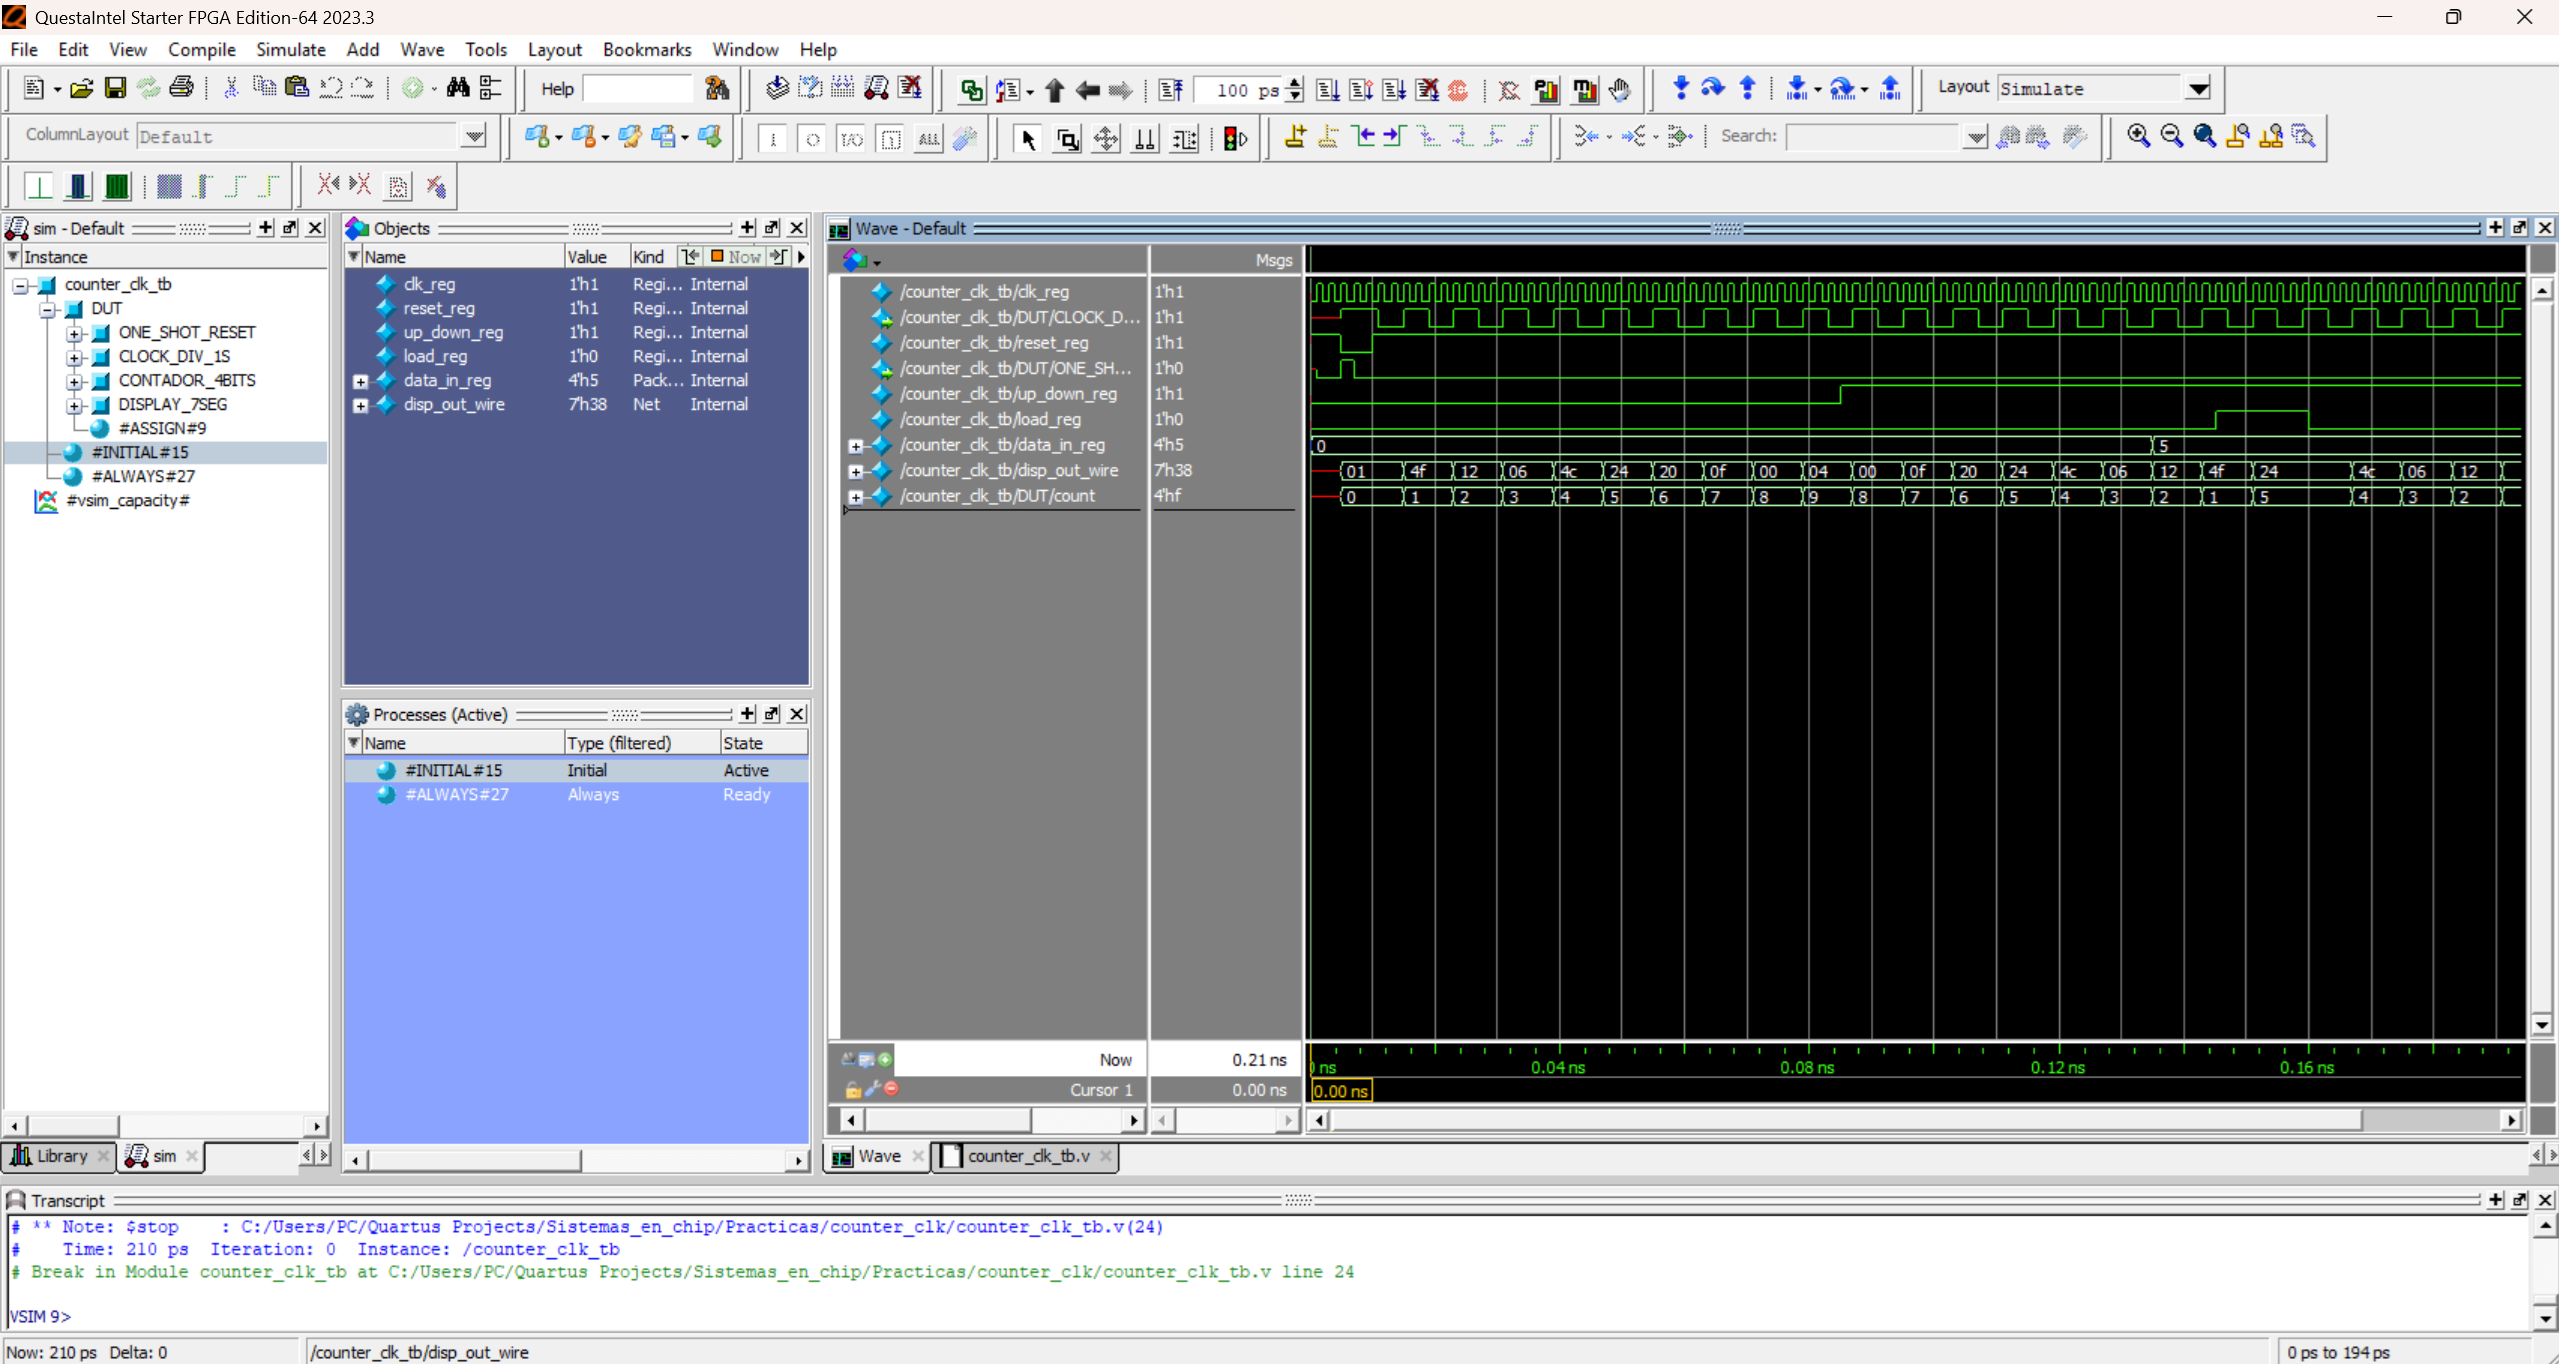 QuestaIntel Starter FPGA Edition-64 2023.3
File Edit View Compile Simulate Add Wave Tools Layout Bookmarks Window Help
Help 100 ps Layout Simulate
ColumnLayout Default ALL Search:
sim - Default
Instance
counter_clk_tb
DUT
ONE_SHOT_RESET
CLOCK_DIV_1S
CONTADOR_4BITS
DISPLAY_7SEG
#ASSIGN#9
#INITIAL#15
#ALWAYS#27
#vsim_capacity#
Library sim
Objects
Name Value Kind Now
clk_reg 1'h1 Regi... Internal
reset_reg 1'h1 Regi... Internal
up_down_reg 1'h1 Regi... Internal
load_reg 1'h0 Regi... Internal
data_in_reg 4'h5 Pack... Internal
disp_out_wire 7'h38 Net Internal
Processes (Active)
Name Type (filtered) State
#INITIAL#15 Initial Active
#ALWAYS#27 Always Ready
Wave - Default
Msgs
/counter_clk_tb/clk_reg 1'h1
/counter_clk_tb/DUT/CLOCK_D... 1'h1
/counter_clk_tb/reset_reg 1'h1
/counter_clk_tb/DUT/ONE_SH... 1'h0
/counter_clk_tb/up_down_reg 1'h1
/counter_clk_tb/load_reg 1'h0
/counter_clk_tb/data_in_reg 4'h5 0 5
/counter_clk_tb/disp_out_wire 7'h38 01 4f 12 06 4c 24 20 0f 00 04 00 0f 20 24 4c 06 12 4f 24 4c 06 12
/counter_clk_tb/DUT/count 4'hf 0 1 2 3 4 5 6 7 8 9 8 7 6 5 4 3 2 1 5 4 3 2
Now 0.21 ns ns 0.04 ns 0.08 ns 0.12 ns 0.16 ns
Cursor 1 0.00 ns 0.00 ns
Wave counter_clk_tb.v
Transcript
# ** Note: $stop : C:/Users/PC/Quartus Projects/Sistemas_en_chip/Practicas/counter_clk/counter_clk_tb.v(24)
# Time: 210 ps Iteration: 0 Instance: /counter_clk_tb
# Break in Module counter_clk_tb at C:/Users/PC/Quartus Projects/Sistemas_en_chip/Practicas/counter_clk/counter_clk_tb.v line 24
VSIM 9>
Now: 210 ps Delta: 0 /counter_clk_tb/disp_out_wire 0 ps to 194 ps